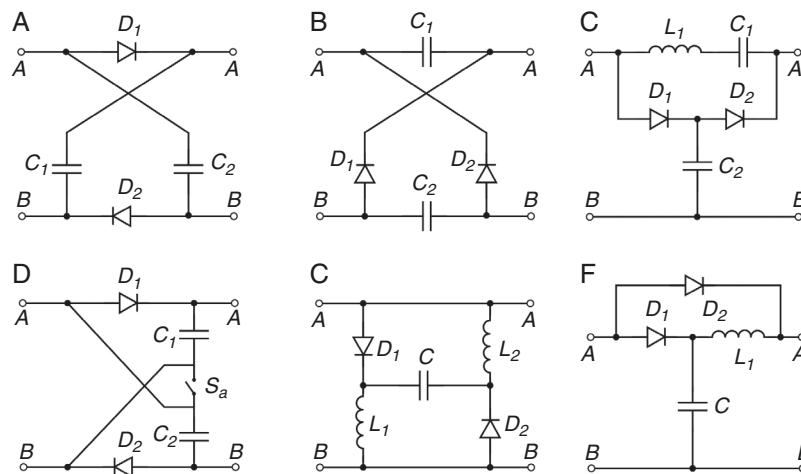 A D1 B C1 C L1 C1
A A A A A A
D1 D2
C1 C2 D1 D2 C2
D2 C2
B B B B B B
D D1 C F D2
A A A A D1
C1 D1 C L2 A L1 A
Sa C
D2 C2 L1 D2
B B B B B B